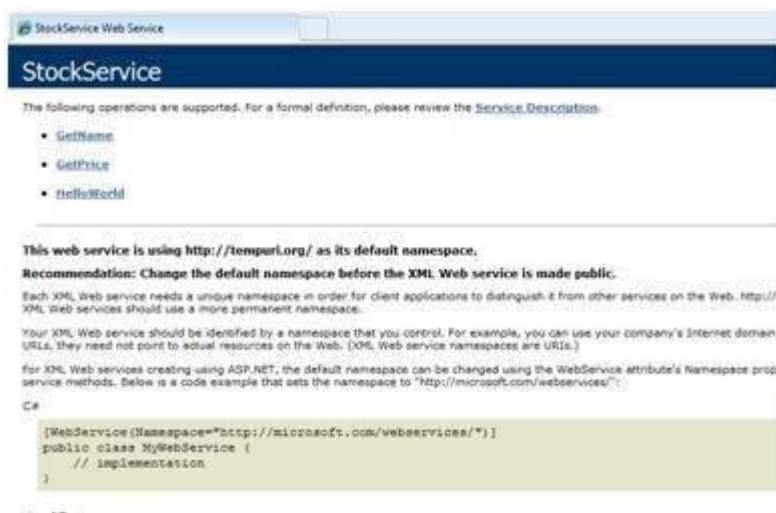 StockService Web Service
StockService
The following operations are supported. For a formal definition, please review the Service Description.
• GetName
• GetPrice
• HelloWorld
This web service is using http://tempuri.org/ as its default namespace.
Recommendation: Change the default namespace before the XML Web service is made public.
Each XML Web service needs a unique namespace in order for client applications to distinguish it from other services on the Web. http://
XML Web services should use a more permanent namespace.
Your XML Web service should be identified by a namespace that you control. For example, you can use your company's Internet domain
URLs, they need not point to actual resources on the Web. (XML Web service namespaces are URIs.)
For XML Web services creating using ASP.NET, the default namespace can be changed using the WebService attribute's Namespace prop
service methods. Below is a code example that sets the namespace to "http://microsoft.com/webservices/":
C#
[WebService(Namespace="http://microsoft.com/webservices/")]
public class MyWebService {
// implementation
}